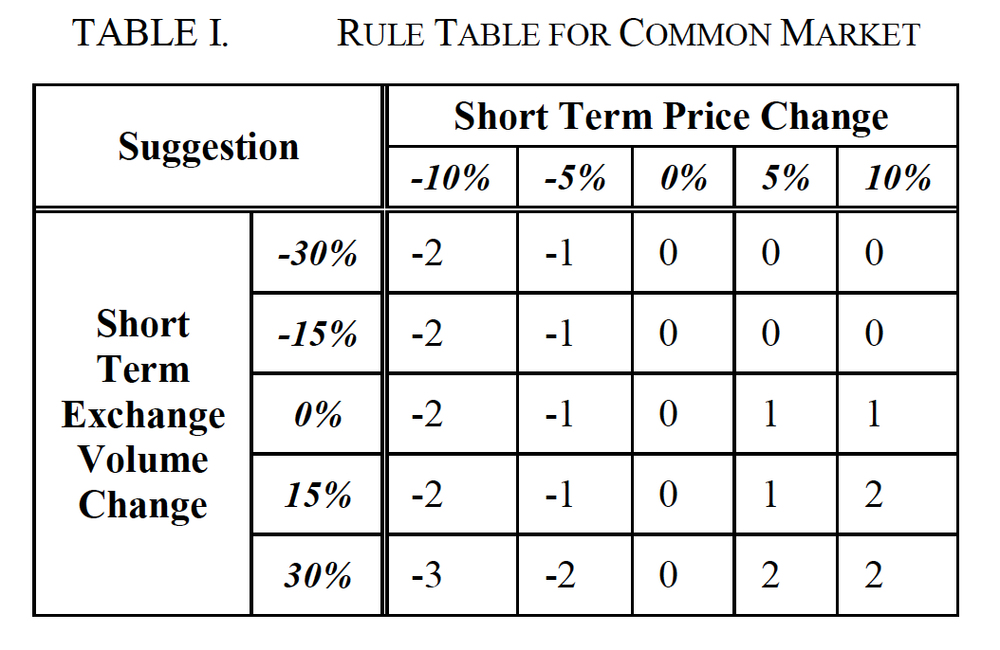 TABLE I. RULE TABLE FOR COMMON MARKET
Suggestion
Short Term Price Change
-10% -5% 0% 5% 10%
Short
Term
Exchange
Volume
Change
-30% -2 -1 0 0 0
-15% -2 -1 0 0 0
0% -2 -1 0 1 1
15% -2 -1 0 1 2
30% -3 -2 0 2 2